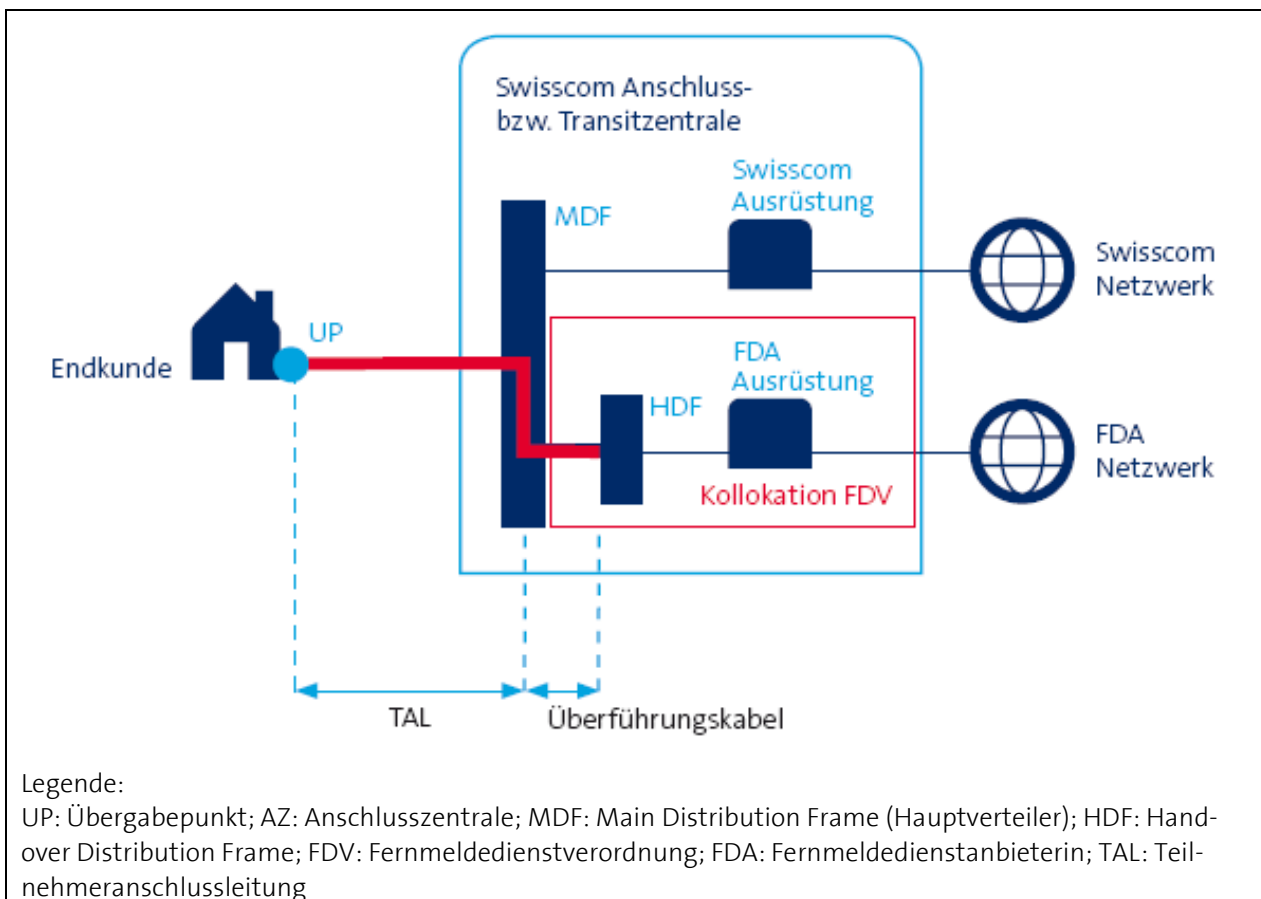 Swisscom Anschluss-
bzw. Transitzentrale
Swisscom
Ausrüstung
MDF
Swisscom
Netzwerk
UP
Endkunde
FDA
Ausrüstung
HDF
FDA
Netzwerk
Kollokation FDV
TAL
Überführungskabel
Legende:
UP: Übergabepunkt; AZ: Anschlusszentrale; MDF: Main Distribution Frame (Hauptverteiler); HDF: Hand-
over Distribution Frame; FDV: Fernmeldedienstverordnung; FDA: Fernmeldedienstanbieterin; TAL: Teil-
nehmeranschlussleitung